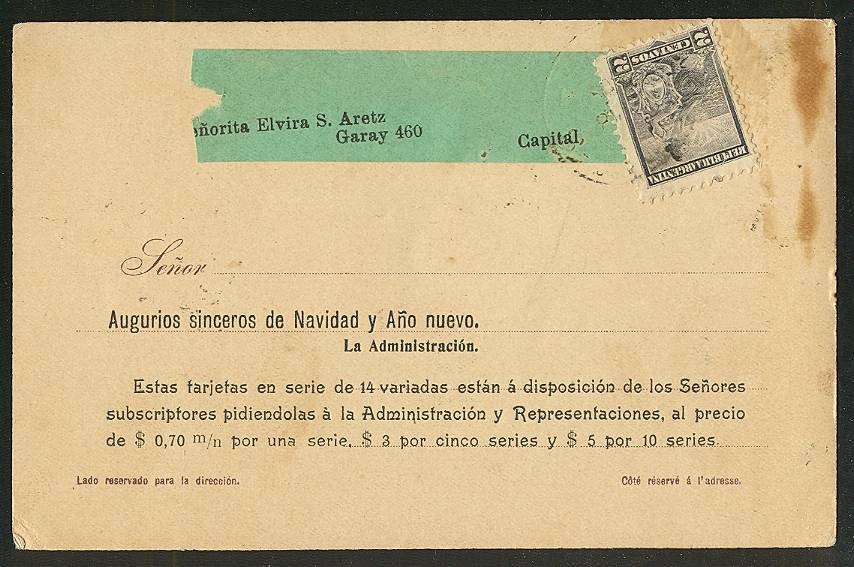 2 CENTAVOS 2
REPUBLICA ARGENTINA
eñorita Elvira S. Aretz
Garay 460
Capital
Señor
Augurios sinceros de Navidad y Año nuevo.
La Administración.
Estas tarjetas en serie de 14 variadas están á disposición de los Señores
subscriptores pidiendolas à la Administración y Representaciones, al precio
de $ 0,70 m/n por una serie, $ 3 por cinco series y $ 5 por 10 series.
Lado reservado para la dirección.
Côté réservé á l'adresse.